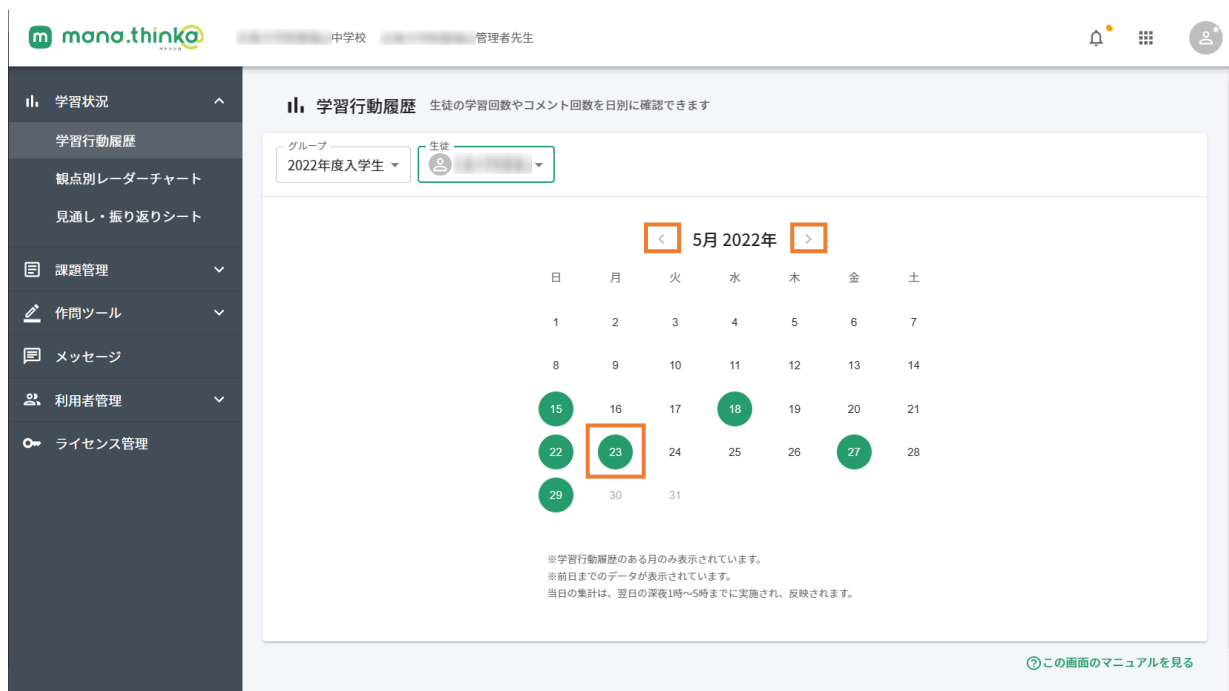 m mana.thinka マナシンカ 中学校 管理者先生
学習状況
学習行動履歴
観点別レーダーチャート
見通し・振り返りシート
課題管理
作問ツール
メッセージ
利用者管理
ライセンス管理
学習行動履歴 生徒の学習回数やコメント回数を日別に確認できます
グループ 生徒
2022年度入学生
< 5月 2022年 >
日 月 火 水 木 金 土
1 2 3 4 5 6 7
8 9 10 11 12 13 14
15 16 17 18 19 20 21
22 23 24 25 26 27 28
29 30 31
※学習行動履歴のある月のみ表示されています。
※前日までのデータが表示されています。
当日の集計は、翌日の深夜1時～5時までに実施され、反映されます。
?この画面のマニュアルを見る